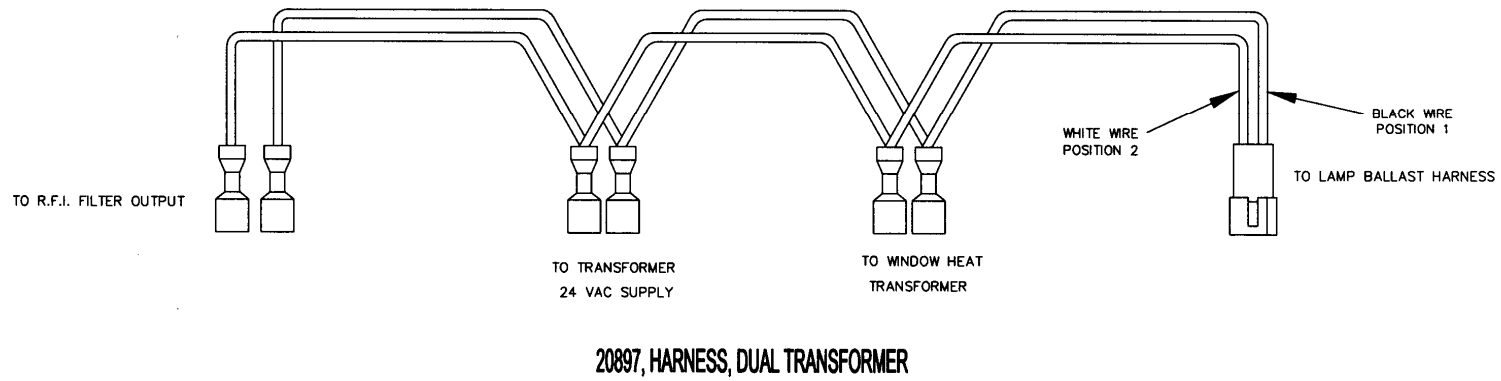 BLACK WIRE
POSITION 1
WHITE WIRE
POSITION 2
TO LAMP BALLAST HARNESS
TO R.F.I. FILTER OUTPUT
TO TRANSFORMER
24 VAC SUPPLY
TO WINDOW HEAT
TRANSFORMER
20897, HARNESS, DUAL TRANSFORMER